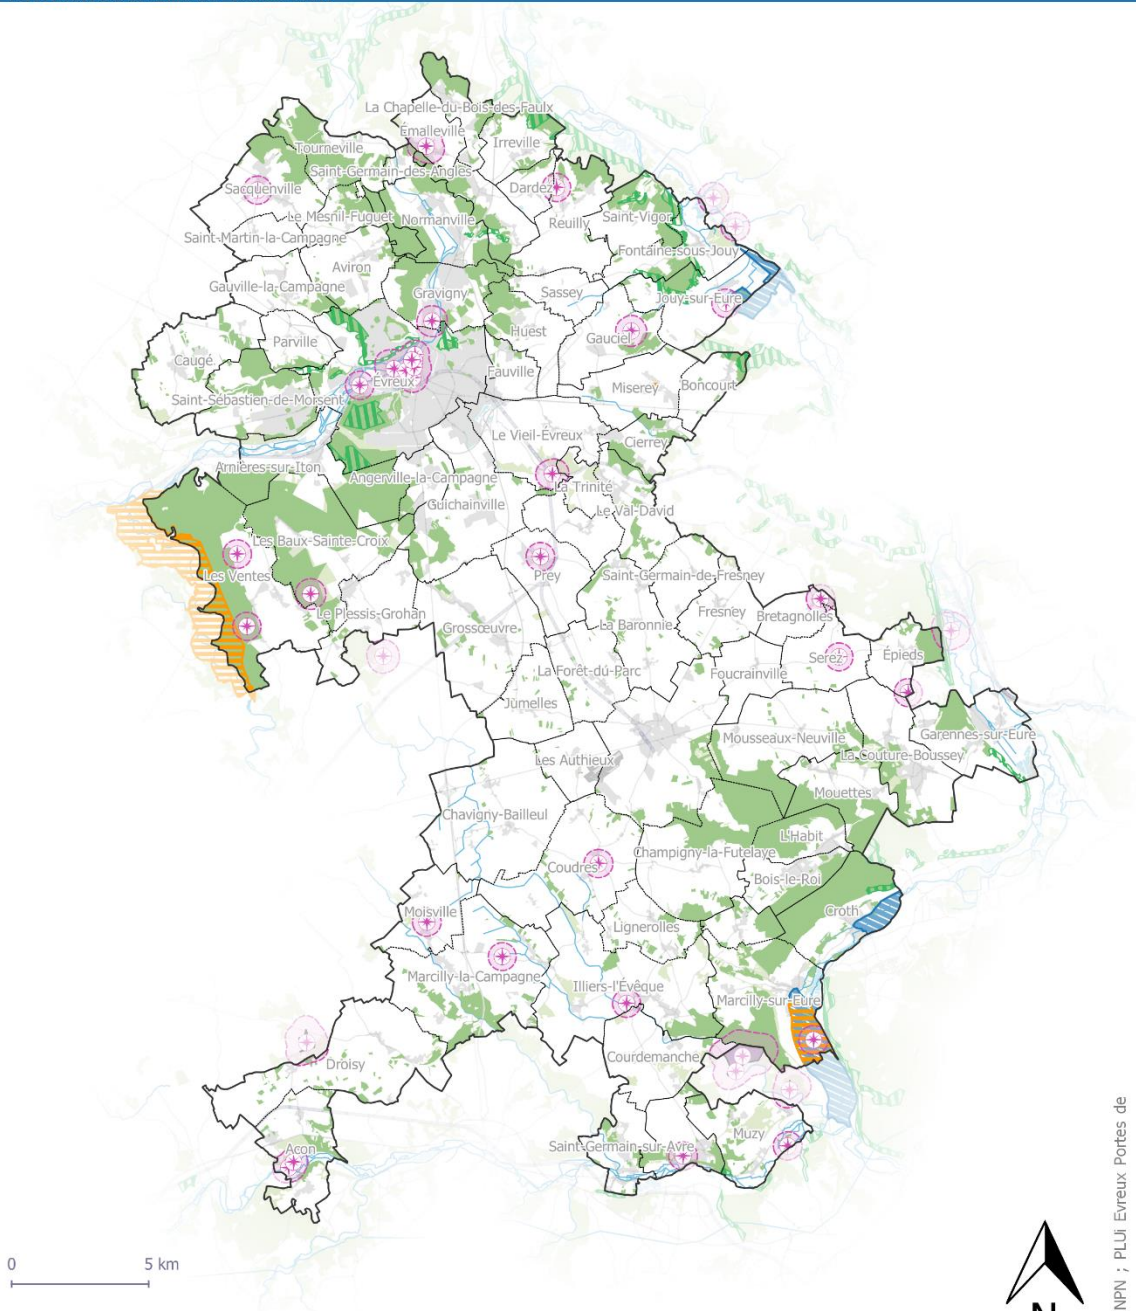 La Chapelle-du-Bois-des-Faulx
Émalleville
Irreville
Tourneville
Saint-Germain-des-Angles
Sacquenville
Dardez
Le Mesnil-Fuguet
Normanville
Reuilly
Saint-Vigor
Saint-Martin-la-Campagne
Fontaine-sous-Jouy
Aviron
Gauville-la-Campagne
Gravigny
Sassey
Jouy-sur-Eure
Parville
Huest
Gauciel
Caugé
Fauville
Évreux
Miserey
Boncourt
Saint-Sébastien-de-Morsent
Le Vieil-Évreux
Cierrey
Arnières-sur-Iton
Angerville-la-Campagne
La Trinité
Guichainville
Le Val-David
Les Baux-Sainte-Croix
Les Ventes
Prey
Saint-Germain-de-Fresney
Le Plessis-Grohan
Fresney
Bretagnolles
Grossœuvre
La Baronnie
Serez
Épieds
La Forêt-du-Parc
Foucrainville
Jumelles
Garennes-sur-Eure
Mousseaux-Neuville
La Couture-Boussey
Les Authieux
Mouettes
Chavigny-Bailleul
L'Habit
Champigny-la-Futelaye
Coudres
Bois-le-Roi
Moisville
Croth
Lignerolles
Marcilly-la-Campagne
Illiers-l'Évêque
Marcilly-sur-Eure
Courdemanche
Droisy
Muzy
Saint-Germain-sur-Avre
Acon
0 5 km
N
NPN ; PLUi Evreux Portes de